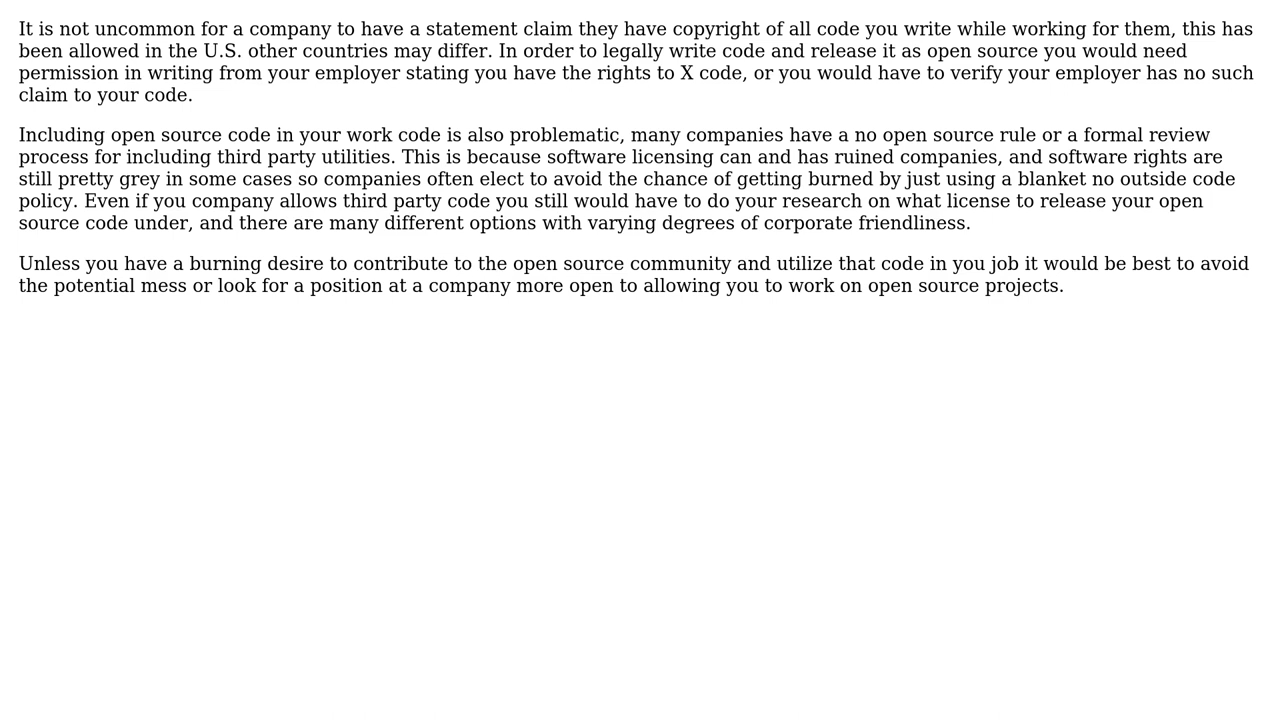 It is not uncommon for a company to have a statement claim they have copyright of all code you write while working for them, this has
been allowed in the U.S. other countries may differ. In order to legally write code and release it as open source you would need
permission in writing from your employer stating you have the rights to X code, or you would have to verify your employer has no such
claim to your code.
Including open source code in your work code is also problematic, many companies have a no open source rule or a formal review
process for including third party utilities. This is because software licensing can and has ruined companies, and software rights are
still pretty grey in some cases so companies often elect to avoid the chance of getting burned by just using a blanket no outside code
policy. Even if you company allows third party code you still would have to do your research on what license to release your open
source code under, and there are many different options with varying degrees of corporate friendliness.
Unless you have a burning desire to contribute to the open source community and utilize that code in you job it would be best to avoid
the potential mess or look for a position at a company more open to allowing you to work on open source projects.